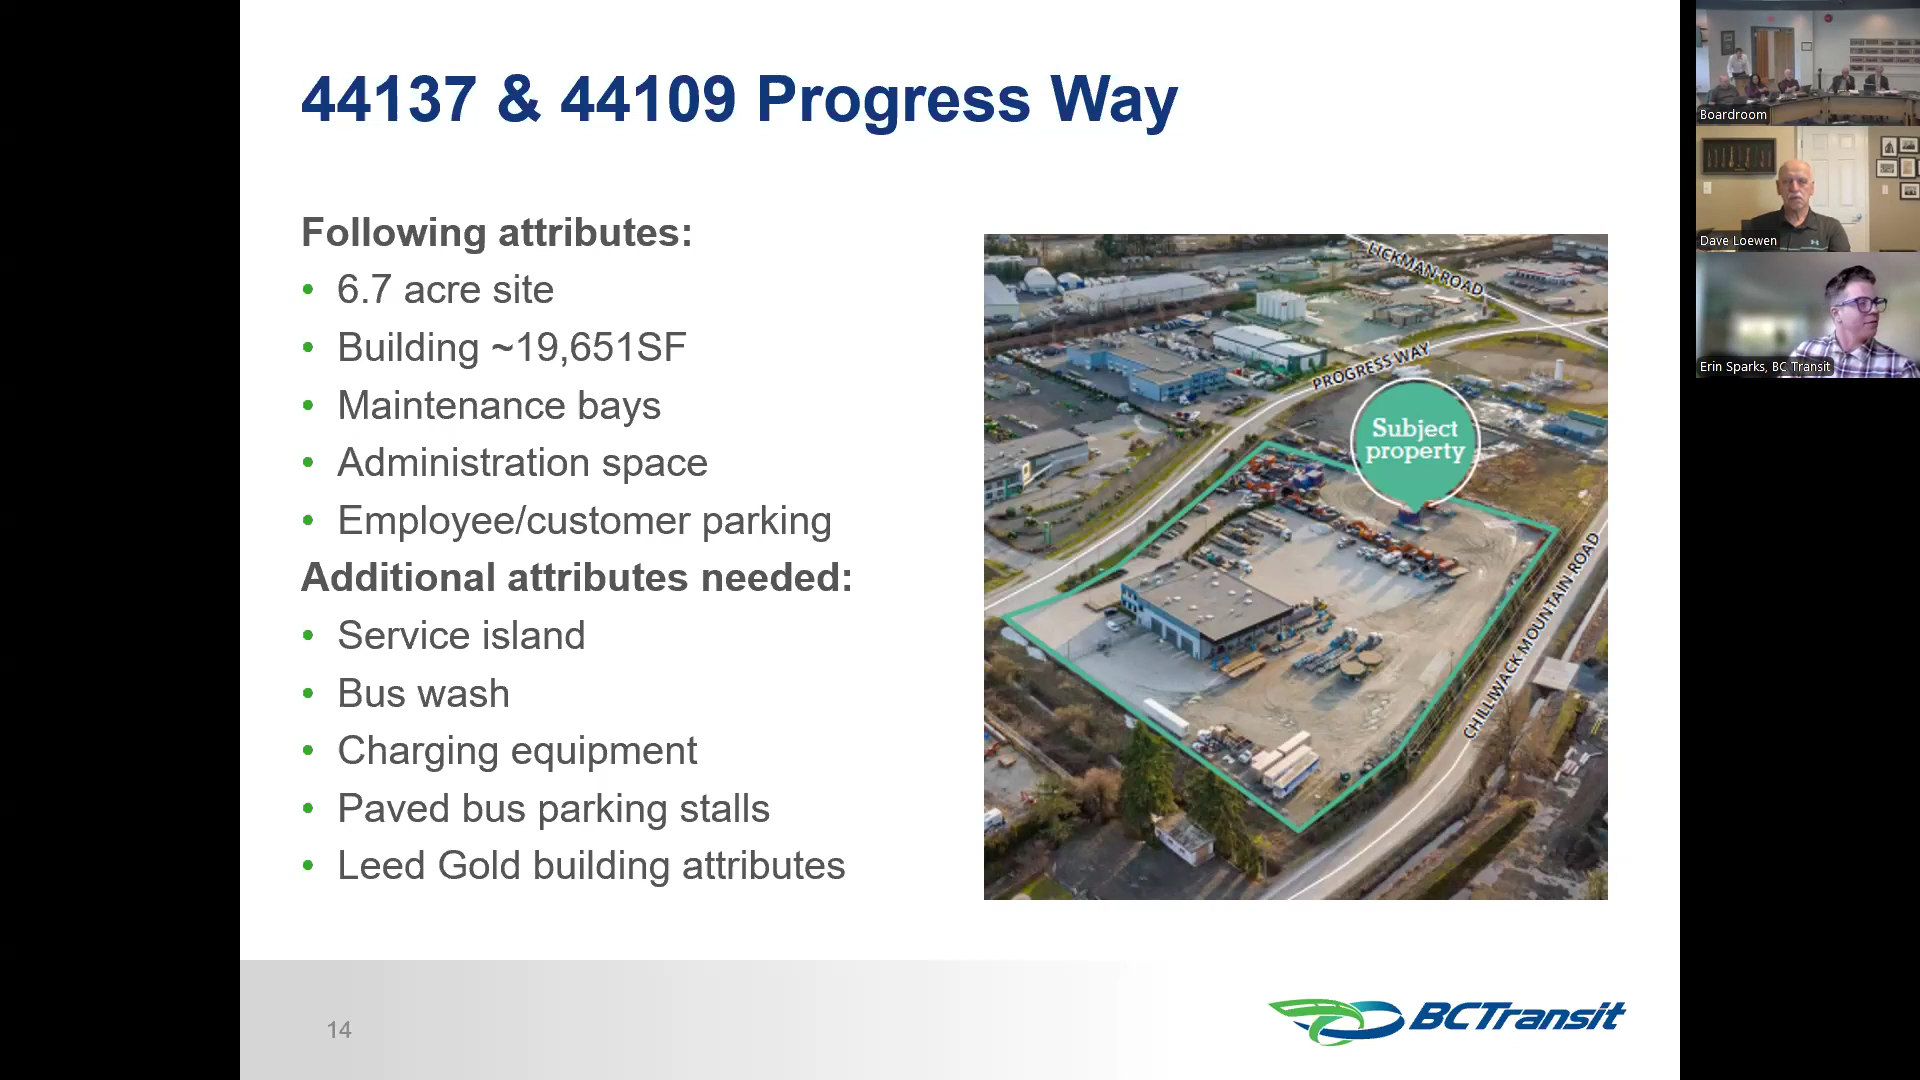 44137 & 44109 Progress Way
Following attributes:
• 6.7 acre site
• Building ~19,651SF
• Maintenance bays
• Administration space
• Employee/customer parking
Additional attributes needed:
• Service island
• Bus wash
• Charging equipment
• Paved bus parking stalls
• Leed Gold building attributes
LICKMAN ROAD
PROGRESS WAY
Subject
property
CHILLIWACK MOUNTAIN ROAD
14
BCTransit
Boardroom
Dave Loewen
Erin Sparks, BC Transit